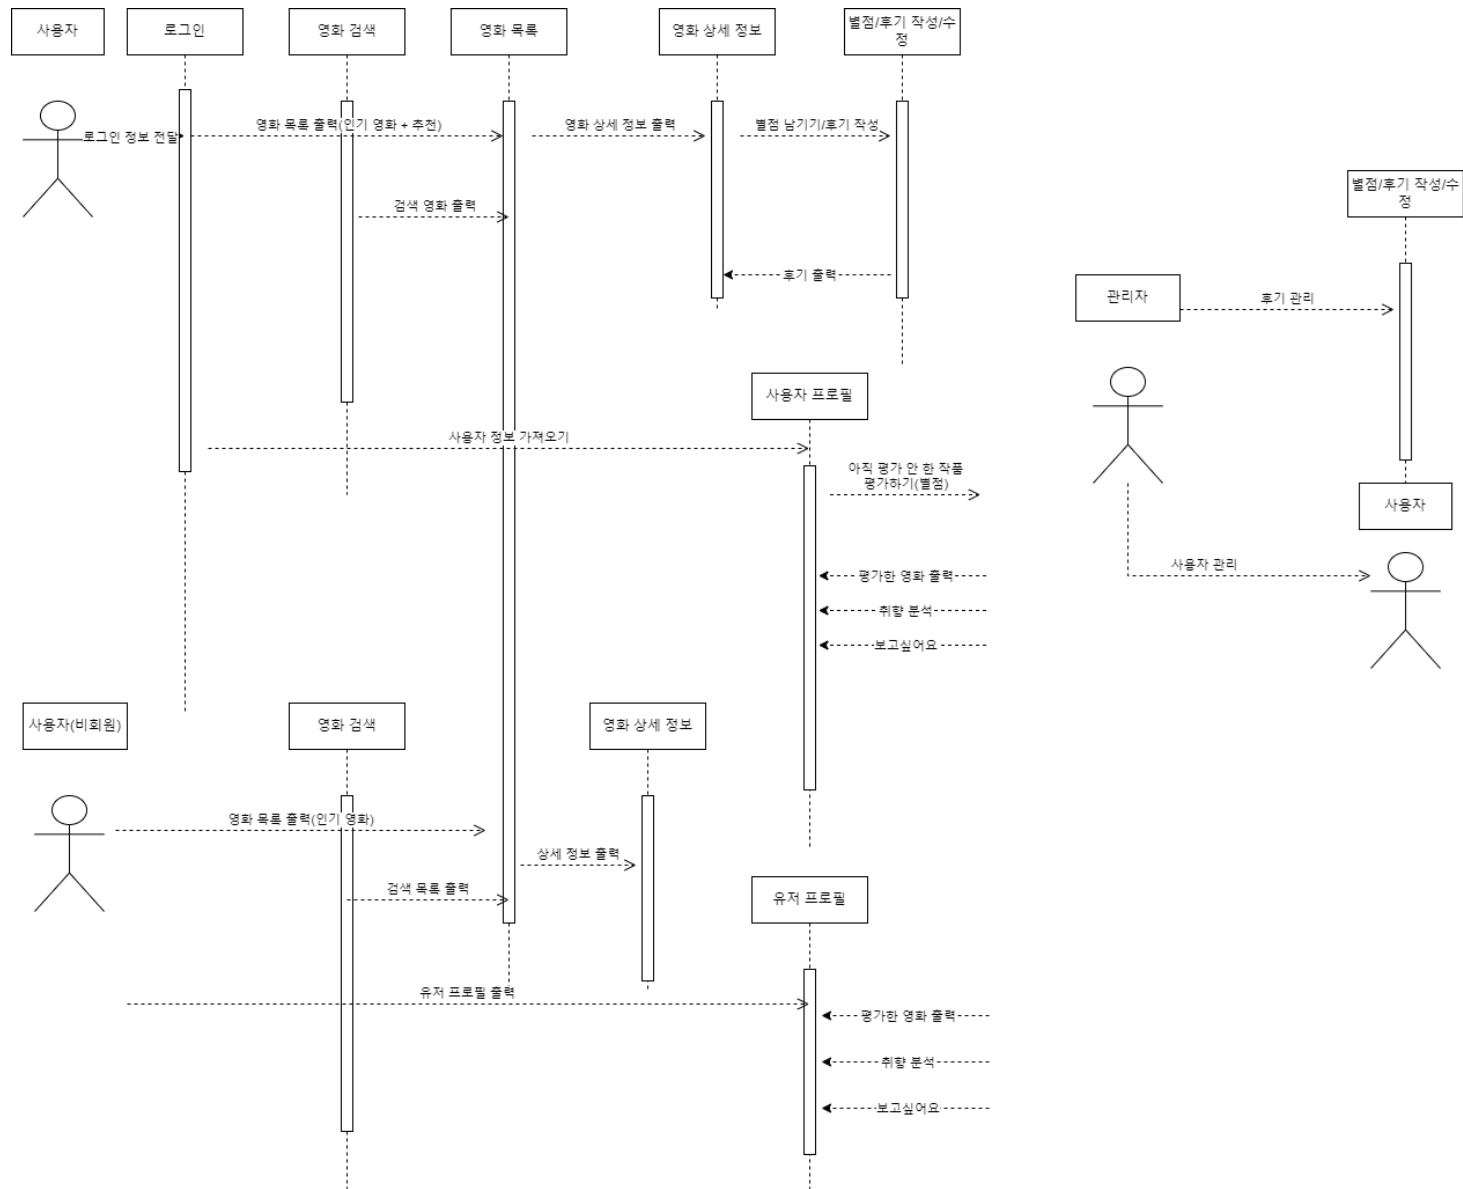 사용자
로그인
영화 검색
영화 목록
영화 상세 정보
별점/후기 작성/수
정
로그인 정보 전달
영화 목록 출력(인기 영화 + 추천)
영화 상세 정보 출력
별점 남기기/후기 작성
검색 영화 출력
후기 출력
사용자 프로필
사용자 정보 가져오기
아직 평가 안 한 작품
평가하기(별점)
평가한 영화 출력
취향 분석
보고싶어요
별점/후기 작성/수
정
관리자
후기 관리
사용자
사용자 관리
사용자(비회원)
영화 검색
영화 상세 정보
영화 목록 출력(인기 영화)
상세 정보 출력
검색 목록 출력
유저 프로필
유저 프로필 출력
평가한 영화 출력
취향 분석
보고싶어요